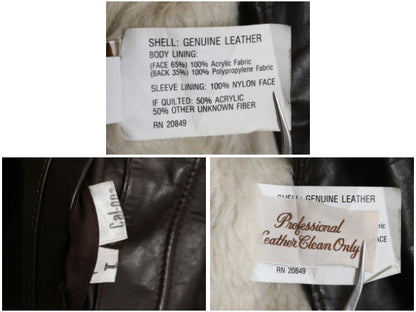 SHELL: GENUINE LEATHER
BODY LINING:
(FACE 65%) 100% Acrylic Fabric
(BACK 35%) 100% Polypropylene Fabric
SLEEVE LINING: 100% NYLON FACE
IF QUILTED: 50% ACRYLIC
50% OTHER UNKNOWN FIBER
RN 20849
SHELL: GENUINE LEATHER
Professional
Leather Clean Only
RN 20849